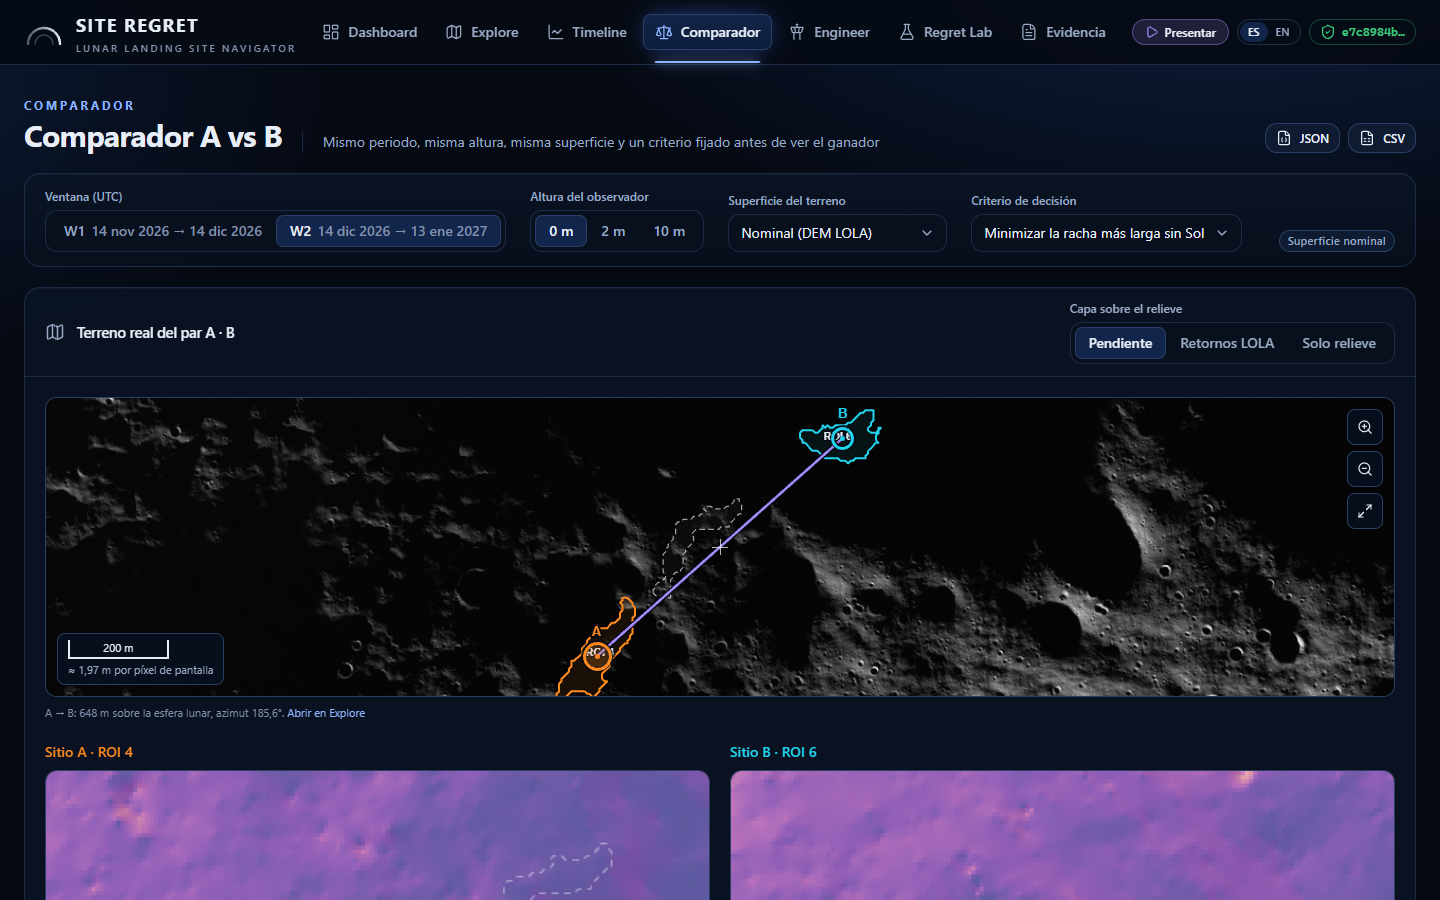 SITE REGRET
LUNAR LANDING SITE NAVIGATOR
Dashboard
Explore
Timeline
Comparador
Engineer
Regret Lab
Evidencia
Presentar
ES EN
e7c8984b…
COMPARADOR
Comparador A vs B
Mismo periodo, misma altura, misma superficie y un criterio fijado antes de ver el ganador
JSON
CSV
Ventana (UTC)
W1 14 nov 2026 → 14 dic 2026
W2 14 dic 2026 → 13 ene 2027
Altura del observador
0 m
2 m
10 m
Superficie del terreno
Nominal (DEM LOLA)
Criterio de decisión
Minimizar la racha más larga sin Sol
Superficie nominal
Terreno real del par A · B
Capa sobre el relieve
Pendiente
Retornos LOLA
Solo relieve
B
A
200 m
≈ 1,97 m por píxel de pantalla
A → B: 648 m sobre la esfera lunar, azimut 185,6°. Abrir en Explore
Sitio A · ROI 4
Sitio B · ROI 6